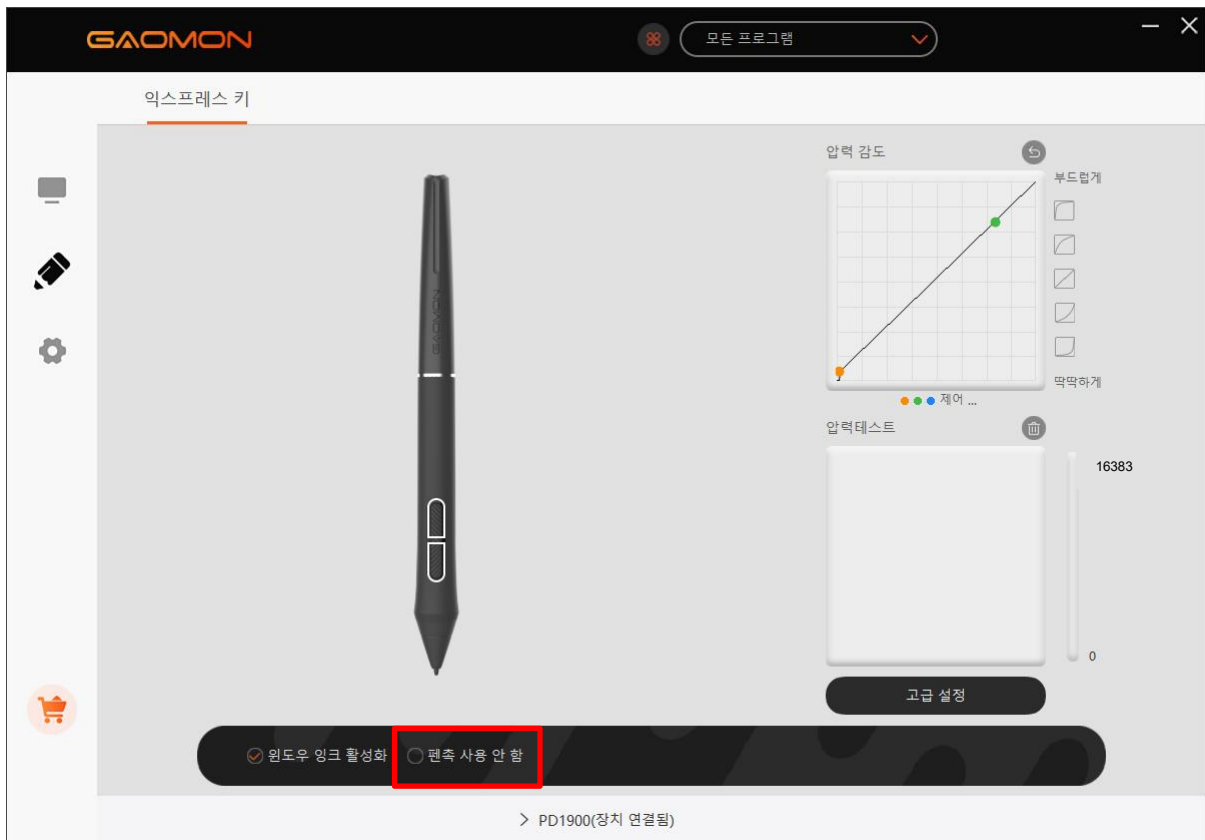 GAOMON
모든 프로그램
익스프레스 키
압력 감도
부드럽게
GAOMON
딱딱하게
제어 ...
압력테스트
16383
0
고급 설정
윈도우 잉크 활성화
펜촉 사용 안 함
PD1900(장치 연결됨)